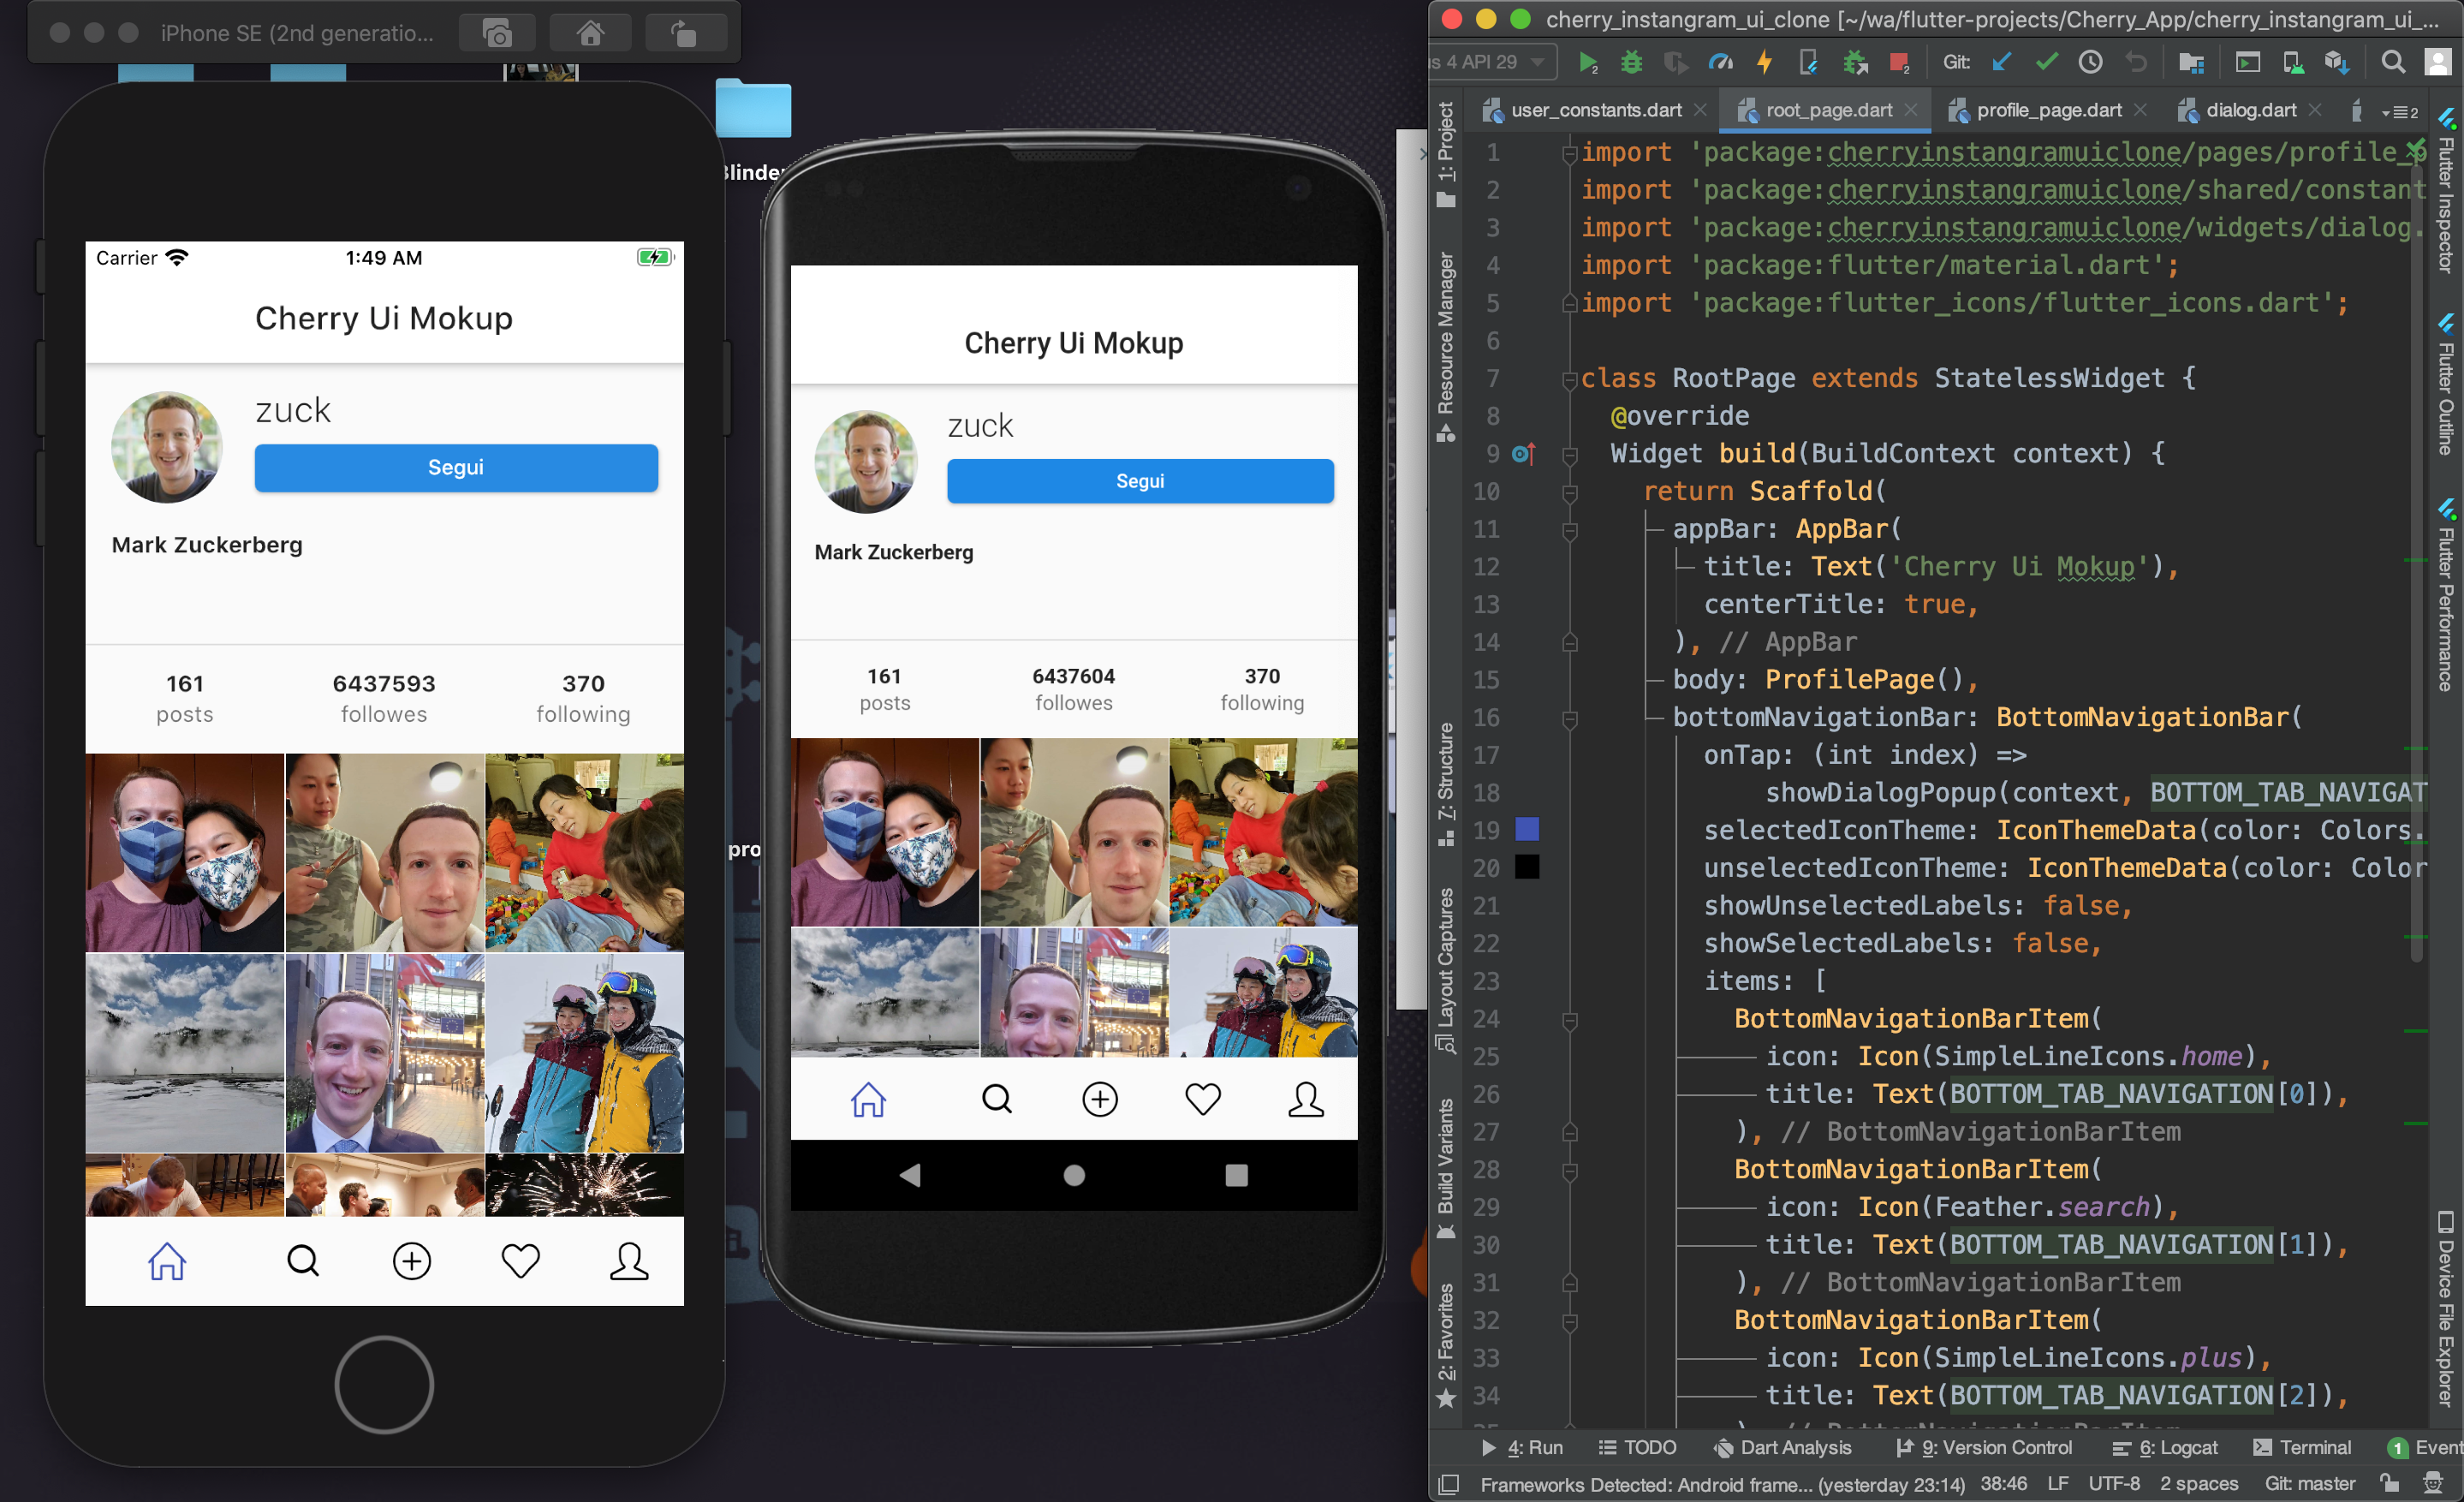 iPhone SE (2nd generatio...
Carrier
1:49 AM
Cherry Ui Mokup
zuck
Segui
Mark Zuckerberg
161
6437593
370
posts
followes
following
pro
Cherry Ui Mokup
zuck
Segui
Mark Zuckerberg
161
6437604
370
posts
followes
following
cherry_instangram_ui_clone [~/wa/flutter-projects/Cherry_App/cherry_instangram_ui_...
us 4 API 29
Git:
user_constants.dart
root_page.dart
profile_page.dart
dialog.dart
2
1: Project
Resource Manager
7: Structure
Layout Captures
Build Variants
2: Favorites
1 import 'package:cherryinstangramuiclone/pages/profile_p
2 import 'package:cherryinstangramuiclone/shared/constant
3 import 'package:cherryinstangramuiclone/widgets/dialog.
4 import 'package:flutter/material.dart';
5 import 'package:flutter_icons/flutter_icons.dart';
6
7 class RootPage extends StatelessWidget {
8 @override
9 Widget build(BuildContext context) {
10 return Scaffold(
11 appBar: AppBar(
12 title: Text('Cherry Ui Mokup'),
13 centerTitle: true,
14 ), // AppBar
15 body: ProfilePage(),
16 bottomNavigationBar: BottomNavigationBar(
17 onTap: (int index) =>
18 showDialogPopup(context, BOTTOM_TAB_NAVIGAT
19 selectedIconTheme: IconThemeData(color: Colors.
20 unselectedIconTheme: IconThemeData(color: Color
21 showUnselectedLabels: false,
22 showSelectedLabels: false,
23 items: [
24 BottomNavigationBarItem(
25 icon: Icon(SimpleLineIcons.home),
26 title: Text(BOTTOM_TAB_NAVIGATION[0]),
27 ), // BottomNavigationBarItem
28 BottomNavigationBarItem(
29 icon: Icon(Feather.search),
30 title: Text(BOTTOM_TAB_NAVIGATION[1]),
31 ), // BottomNavigationBarItem
32 BottomNavigationBarItem(
33 icon: Icon(SimpleLineIcons.plus),
34 title: Text(BOTTOM_TAB_NAVIGATION[2]),
Flutter Inspector
Flutter Outline
Flutter Performance
Device File Explorer
4: Run
TODO
Dart Analysis
9: Version Control
6: Logcat
Terminal
1 Event
Frameworks Detected: Android frame... (yesterday 23:14)
38:46
LF
UTF-8
2 spaces
Git: master